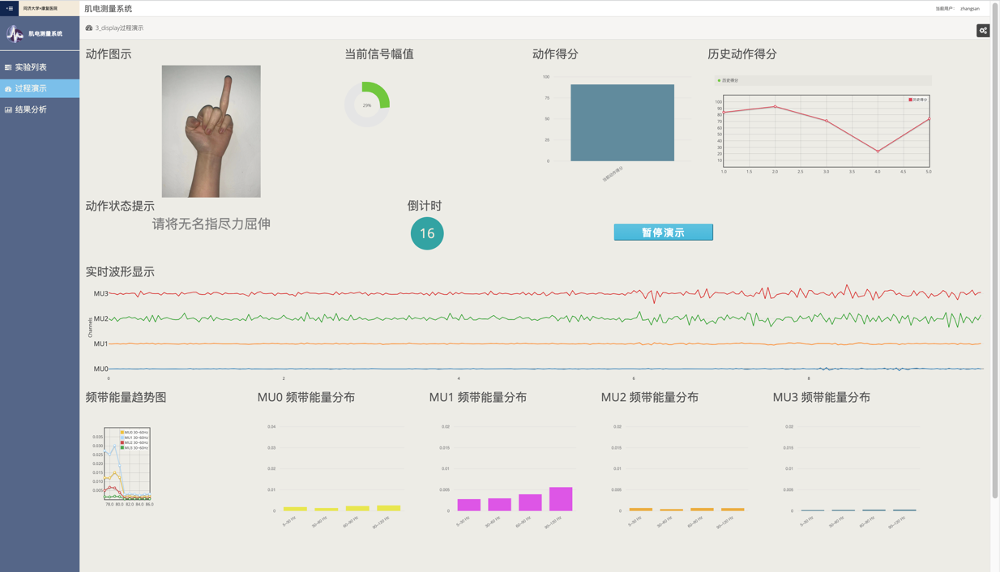 同济大学×康复医院
肌电测量系统
当前用户: zhangsan
肌电测量系统
3_display过程演示
实验列表
过程演示
结果分析
动作图示
当前信号幅值
29%
动作得分
100
75
50
25
0
当前动作得分
历史动作得分
历史得分
历史得分
100
90
80
70
60
50
40
30
20
10
1.0 1.5 2.0 2.5 3.0 3.5 4.0 4.5 5.0
动作状态提示
请将无名指尽力屈伸
倒计时
16
暂停演示
实时波形显示
Channels
MU3
MU2
MU1
MU0
0 2 4 6 8
频带能量趋势图
MU0 30~60Hz
MU1 30~60Hz
MU2 30~60Hz
MU3 30~60Hz
0.035
0.030
0.025
0.020
0.015
0.010
0.005
78.0 80.0 82.0 84.0 86.0
MU0 频带能量分布
0.04
0.03
0.02
0.01
0
5~30 Hz 30~60 Hz 60~90 Hz 90~120 Hz
MU1 频带能量分布
0.02
0.015
0.01
0.005
0
5~30 Hz 30~60 Hz 60~90 Hz 90~120 Hz
MU2 频带能量分布
0.02
0.015
0.01
0.005
0
5~30 Hz 30~60 Hz 60~90 Hz 90~120 Hz
MU3 频带能量分布
0.02
0.015
0.01
0.005
0
5~30 Hz 30~60 Hz 60~90 Hz 90~120 Hz